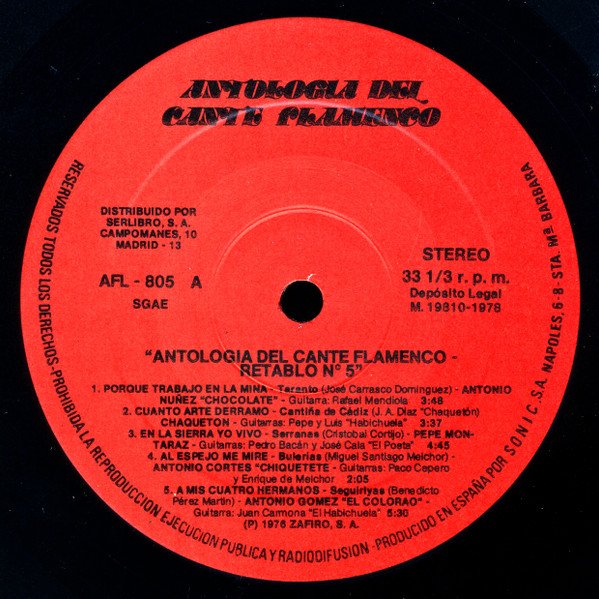 ANTOLOGIA DEL
CANTE FLAMENCO
DISTRIBUIDO POR
SERLIBRO, S. A.
CAMPOMANES, 10
MADRID - 13
AFL - 805 A
SGAE
STEREO
33 1/3 r. p. m.
Depósito Legal
M. 19810-1978
"ANTOLOGIA DEL CANTE FLAMENCO -
RETABLO Nº 5"
1. PORQUE TRABAJO EN LA MINA - Taranto (José Carrasco Domínguez) - ANTONIO
NUÑEZ "CHOCOLATE" - Guitarra: Rafael Mendiola 3:48
2. CUANTO ARTE DERRAMO - Cantiña de Cádiz (J. A. Díaz "Chaquetón)
CHAQUETON - Guitarras: Pepe y Luis "Habichuela" 3:37
3. EN LA SIERRA YO VIVO - Serranas (Cristobal Cortijo) - PEPE MON-
TARAZ - Guitarras: Pedro Bacán y José Cala "El Poeta" 4:45
4. AL ESPEJO ME MIRE - Bulerías (Miguel Santiago Melchor) -
ANTONIO CORTES "CHIQUETETE - Guitarras: Paco Cepero
y Enrique de Melchor 2:05
5. A MIS CUATRO HERMANOS - Seguiriyas (Benedicto
Pérez Martín) - ANTONIO GOMEZ "EL COLORAO" -
Guitarra: Juan Carmona "El Habichuela" 5:30
(P) 1976 ZAFIRO, S. A.
RESERVADOS TODOS LOS DERECHOS-PROHIBIDA LA REPRODUCCION EJECUCION PUBLICA Y RADIODIFUSION - PRODUCIDO EN ESPAÑA POR S O N I C, S.A. NAPOLES, 6-8-STA. Mª BARBARA